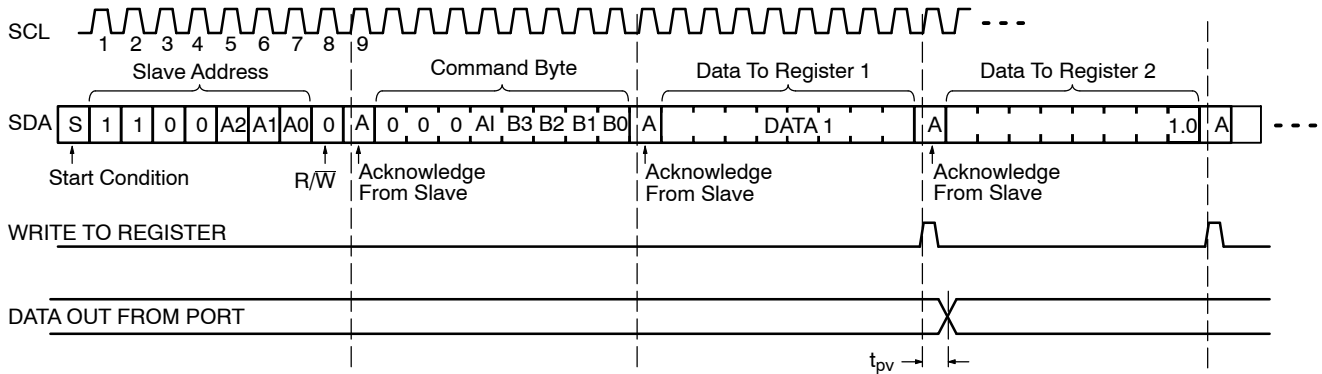 SCL
1 2 3 4 5 6 7 8 9
Slave Address
Command Byte
Data To Register 1
Data To Register 2
SDA S 1 1 0 0 A2 A1 A0 0 A 0 0 0 AI B3 B2 B1 B0 A DATA 1 A 1.0 A
Start Condition
R/W̅
Acknowledge
From Slave
Acknowledge
From Slave
Acknowledge
From Slave
WRITE TO REGISTER
DATA OUT FROM PORT
tpv